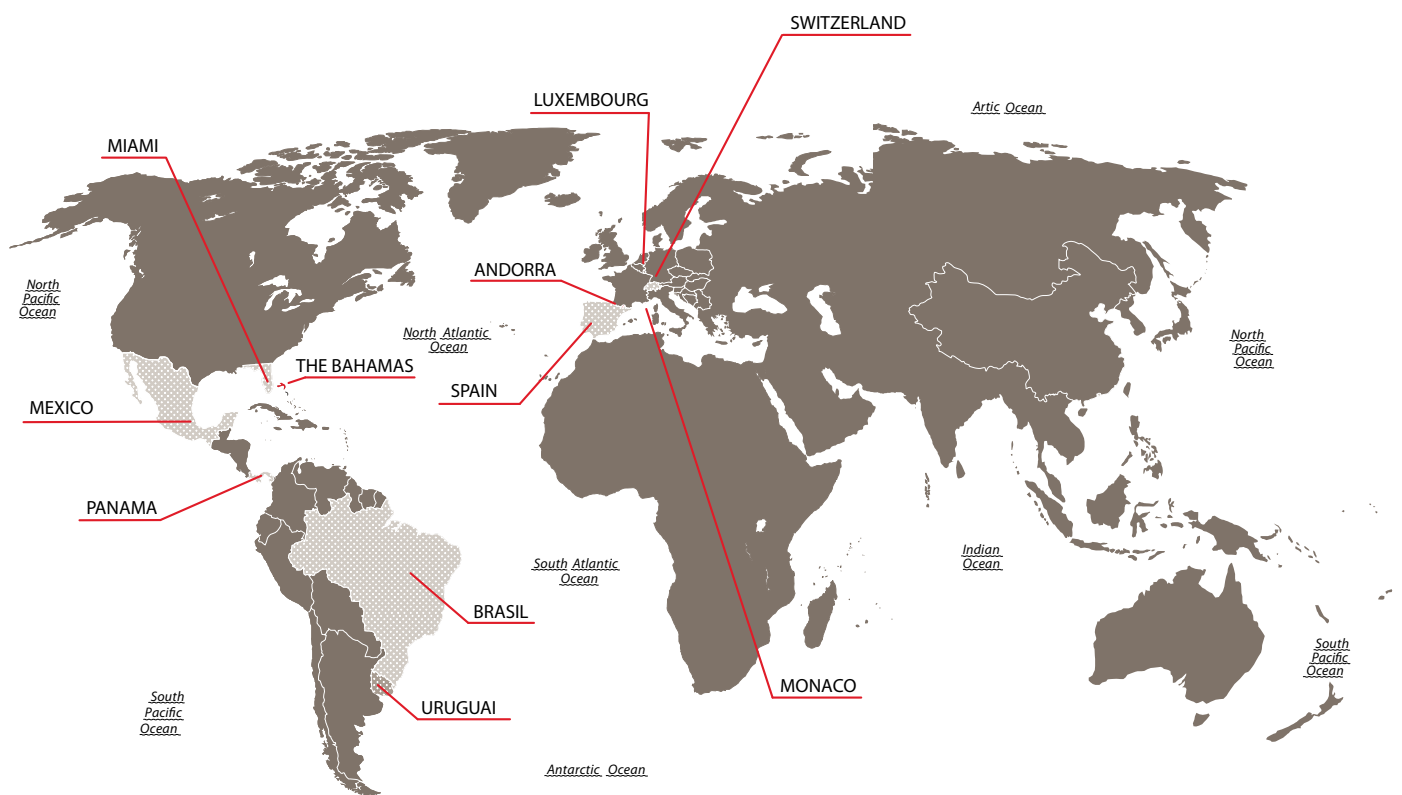 SWITZERLAND
LUXEMBOURG
Artic Ocean
MIAMI
ANDORRA
North
Pacific
Ocean
North Atlantic
Ocean
North
Pacific
Ocean
THE BAHAMAS
SPAIN
MEXICO
PANAMA
Indian
Ocean
South Atlantic
Ocean
BRASIL
South
Pacific
Ocean
MONACO
South
Pacific
Ocean
URUGUAI
Antarctic Ocean